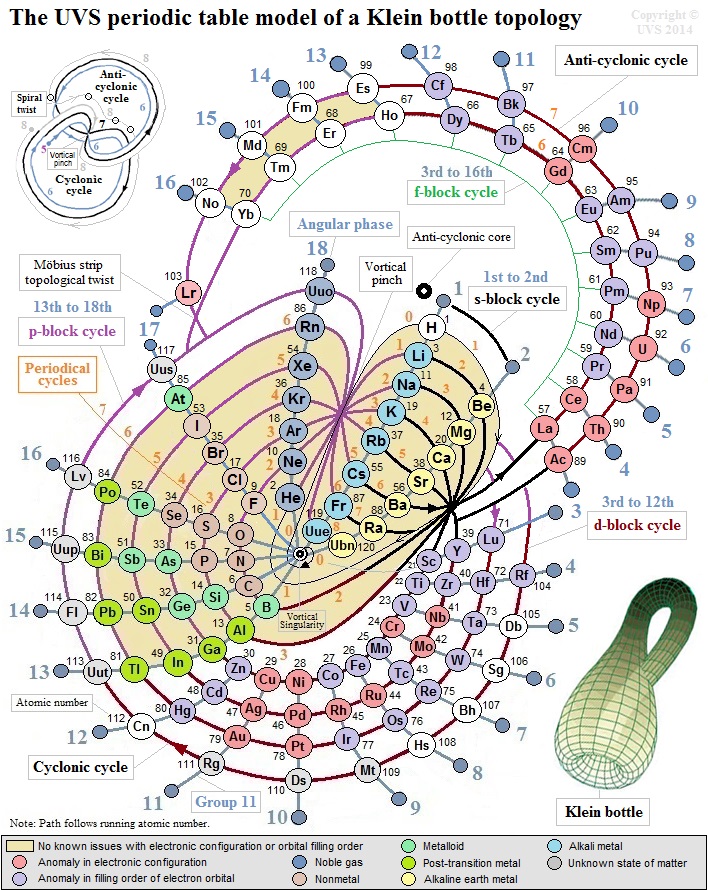 The UVS periodic table model of a Klein bottle topology
Copyright ©
UVS 2014
Anti-
cyclonic
cycle
Spiral
twist
Vortical
pinch
Cyclonic
cycle
8
8
8
7
6
5
6
Anti-cyclonic cycle
3rd to 16th
f-block cycle
Angular phase
18
Anti-cyclonic core
Vortical
pinch
1st to 2nd
s-block cycle
Möbius strip
topological twist
13th to 18th
p-block cycle
Periodical
cycles
3rd to 12th
d-block cycle
Vortical
Singularity
Atomic number
Cyclonic cycle
Group 11
Klein bottle
1
2
3
4
5
6
7
8
9
10
11
12
13
14
15
16
17
16
15
14
13
12
11
10
9
8
7
6
5
4
3
H 1
He 2
Li 3
Be 4
B 5
C 6
N 7
O 8
F 9
Ne 10
Na 11
Mg 12
Al 13
Si 14
P 15
S 16
Cl 17
Ar 18
K 19
Ca 20
Sc 21
Ti 22
V 23
Cr 24
Mn 25
Fe 26
Co 27
Ni 28
Cu 29
Zn 30
Ga 31
Ge 32
As 33
Se 34
Br 35
Kr 36
Rb 37
Sr 38
Y 39
Zr 40
Nb 41
Mo 42
Tc 43
Ru 44
Rh 45
Pd 46
Ag 47
Cd 48
In 49
Sn 50
Sb 51
Te 52
I 53
Xe 54
Cs 55
Ba 56
La 57
Ce 58
Pr 59
Nd 60
Pm 61
Sm 62
Eu 63
Gd 64
Tb 65
Dy 66
Ho 67
Er 68
Tm 69
Yb 70
Lu 71
Hf 72
Ta 73
W 74
Re 75
Os 76
Ir 77
Pt 78
Au 79
Hg 80
Tl 81
Pb 82
Bi 83
Po 84
At 85
Rn 86
Fr 87
Ra 88
Ac 89
Th 90
Pa 91
U 92
Np 93
Pu 94
Am 95
Cm 96
Bk 97
Cf 98
Es 99
Fm 100
Md 101
No 102
Lr 103
Rf 104
Db 105
Sg 106
Bh 107
Hs 108
Mt 109
Ds 110
Rg 111
Cn 112
Uut 113
Fl 114
Uup 115
Lv 116
Uus 117
Uuo 118
Uue 119
Ubn 120
Note: Path follows running atomic number.
No known issues with electronic configuration or orbital filling order
Metalloid
Alkali metal
Anomaly in electronic configuration
Noble gas
Post-transition metal
Unknown state of matter
Anomaly in filling order of electron orbital
Nonmetal
Alkaline earth metal